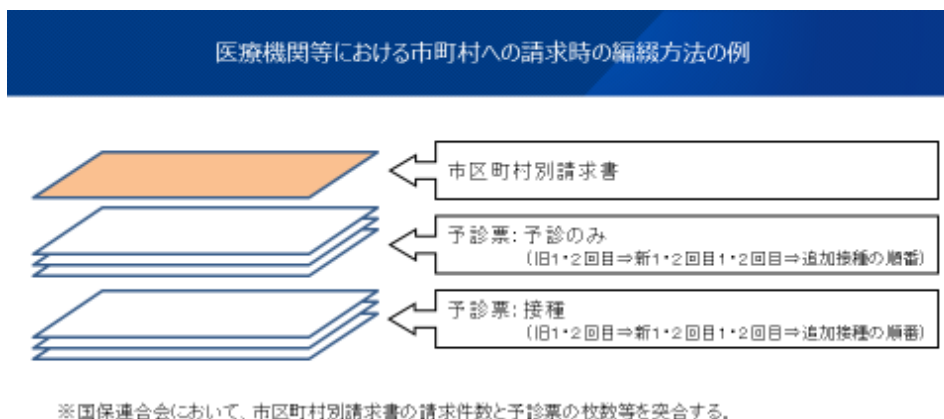 医療機関等における市町村への請求時の編綴方法の例
市区町村別請求書
予診票：予診のみ
（旧1・2回目⇒新1・2回目1・2回目⇒追加接種の順番）
予診票：接種
（旧1・2回目⇒新1・2回目1・2回目⇒追加接種の順番）
※国保連合会において、市区町村別請求書の請求件数と予診票の枚数等を突合する。